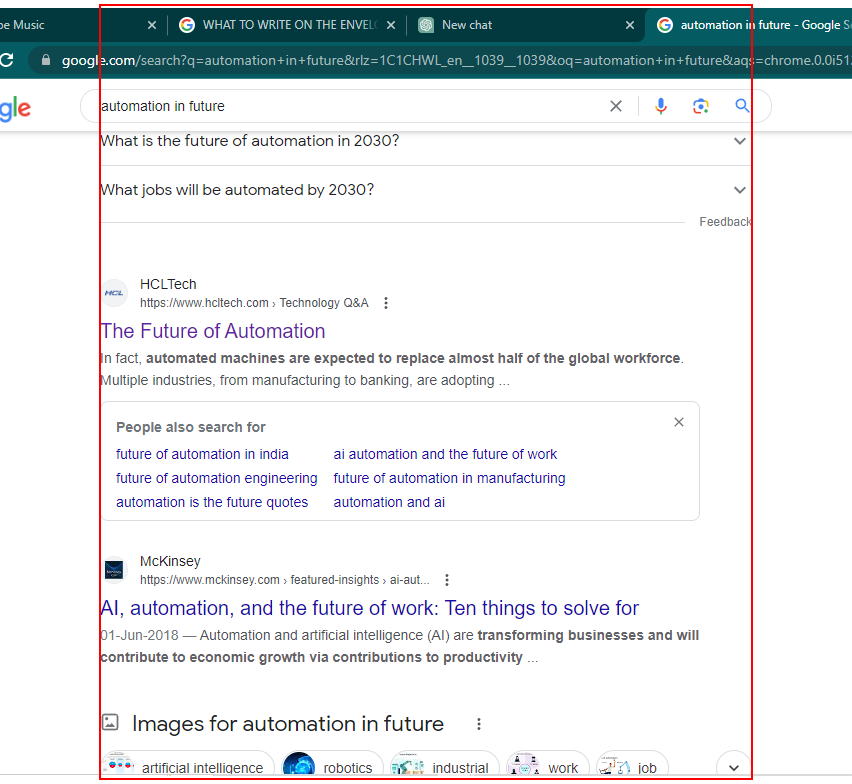 be Music
WHAT TO WRITE ON THE ENVEL
New chat
automation in future - Google S
google.com/search?q=automation+in+future&rlz=1C1CHWL_en__1039__1039&oq=automation+in+future&aqs=chrome.0.0i51
gle
automation in future
What is the future of automation in 2030?
What jobs will be automated by 2030?
Feedback
HCL
HCLTech
https://www.hcltech.com › Technology Q&A
The Future of Automation
In fact, automated machines are expected to replace almost half of the global workforce.
Multiple industries, from manufacturing to banking, are adopting ...
People also search for
future of automation in india
ai automation and the future of work
future of automation engineering
future of automation in manufacturing
automation is the future quotes
automation and ai
McKinsey
https://www.mckinsey.com › featured-insights › ai-aut...
AI, automation, and the future of work: Ten things to solve for
01-Jun-2018 — Automation and artificial intelligence (AI) are transforming businesses and will
contribute to economic growth via contributions to productivity ...
Images for automation in future
artificial intelligence
robotics
industrial
work
job